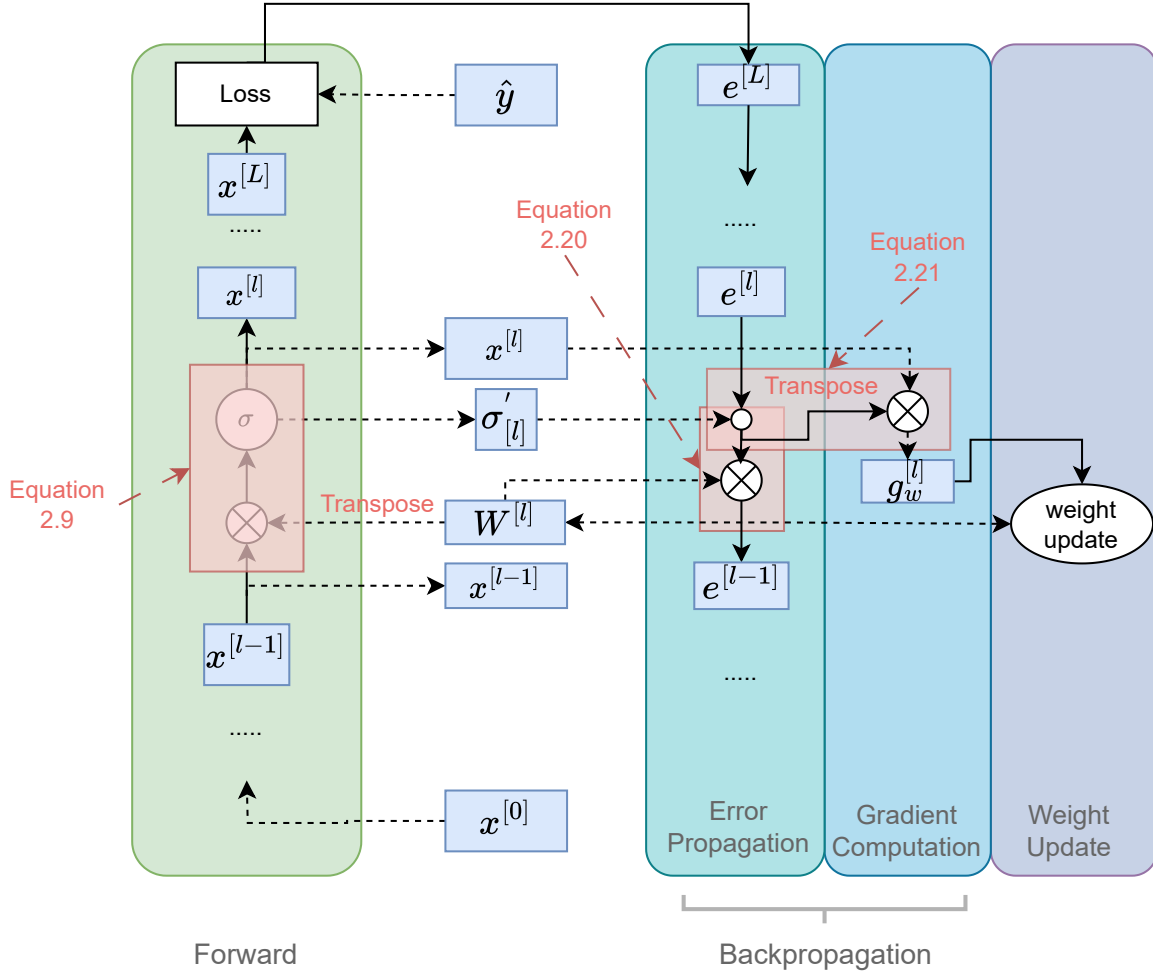 Loss
ŷ
e^{[L]}
x^{[L]}
.....
.....
Equation
2.20
Equation
2.21
x^{[l]}
e^{[l]}
x^{[l]}
Transpose
σ
σ'_{[l]}
Equation
2.9
Transpose
W^{[l]}
g_w^{[l]}
weight
update
x^{[l-1]}
e^{[l-1]}
x^{[l-1]}
.....
.....
x^{[0]}
Error
Propagation
Gradient
Computation
Weight
Update
Forward
Backpropagation